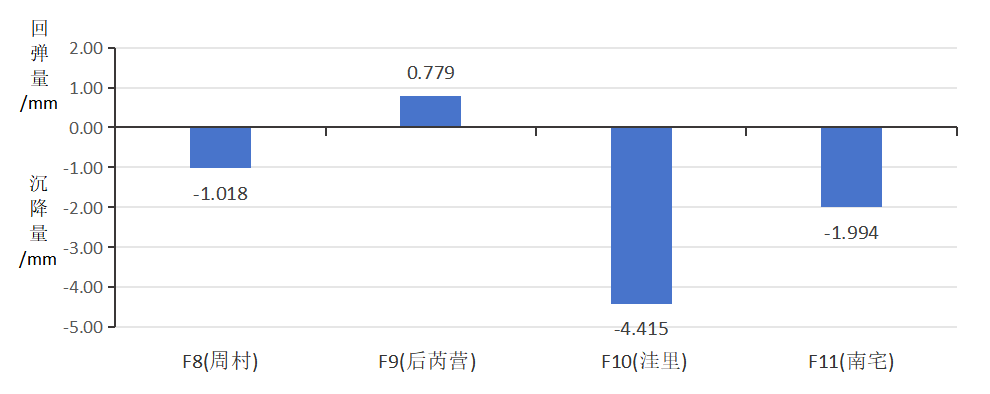 回
弹
量
/mm
沉
降
量
/mm
2.00
1.00
0.00
-1.00
-2.00
-3.00
-4.00
-5.00
0.779
-1.018
-1.994
-4.415
F8(周村)
F9(后芮营)
F10(洼里)
F11(南宅)